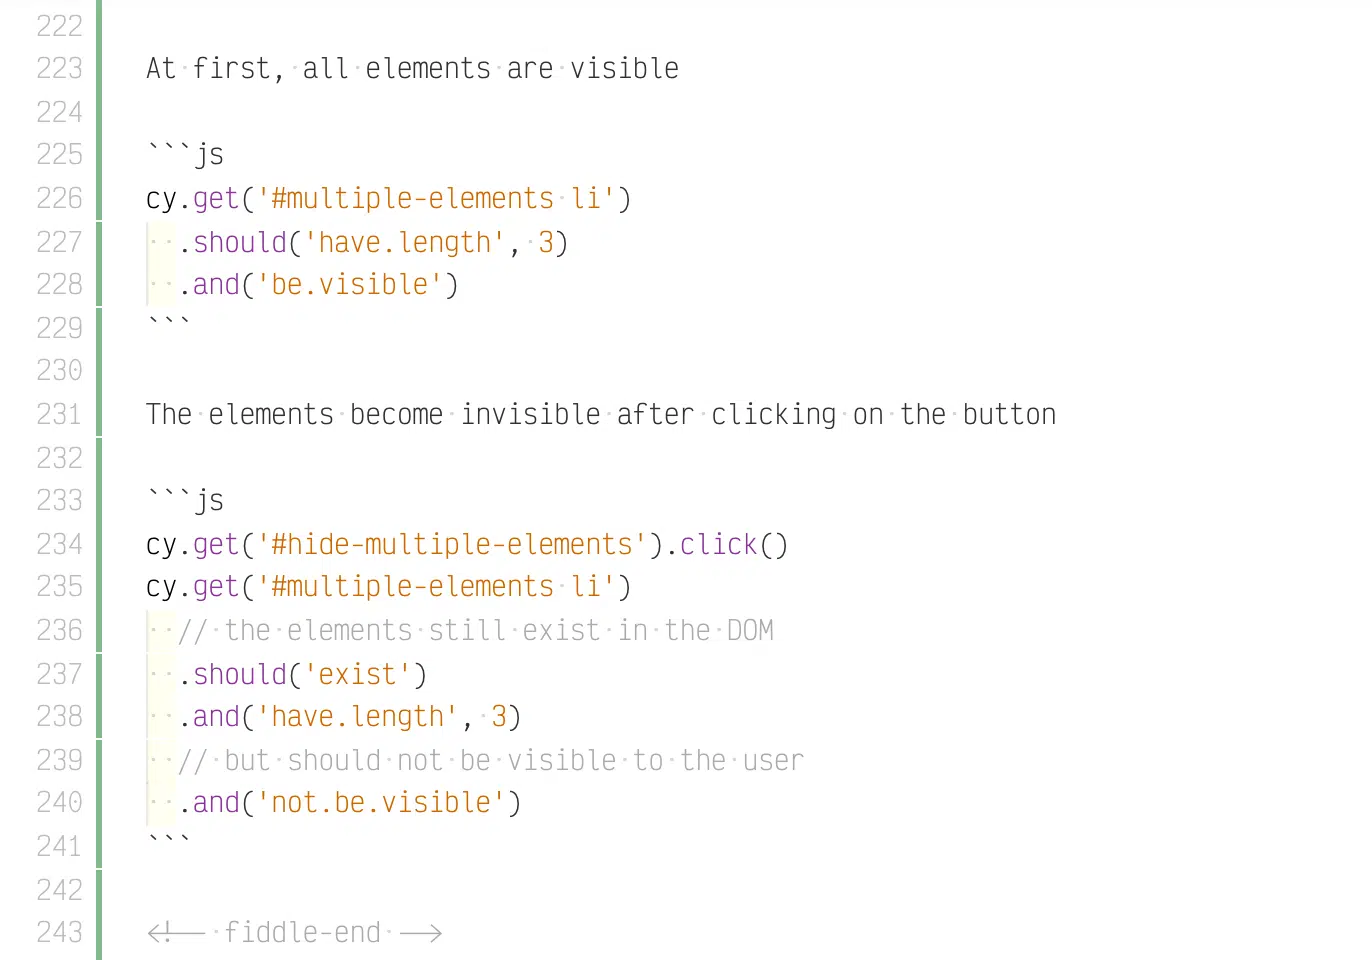 222
223 At first, all elements are visible
224
225 ```js
226 cy.get('#multiple-elements li')
227   .should('have.length', 3)
228   .and('be.visible')
229 ```
230
231 The elements become invisible after clicking on the button
232
233 ```js
234 cy.get('#hide-multiple-elements').click()
235 cy.get('#multiple-elements li')
236   // the elements still exist in the DOM
237   .should('exist')
238   .and('have.length', 3)
239   // but should not be visible to the user
240   .and('not.be.visible')
241 ```
242
243 <!-- fiddle-end -->